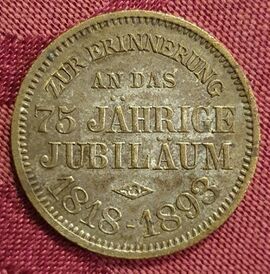 ZUR ERINNERUNG
AN DAS
75 JÄHRIGE
JUBILÄUM
1818-1893